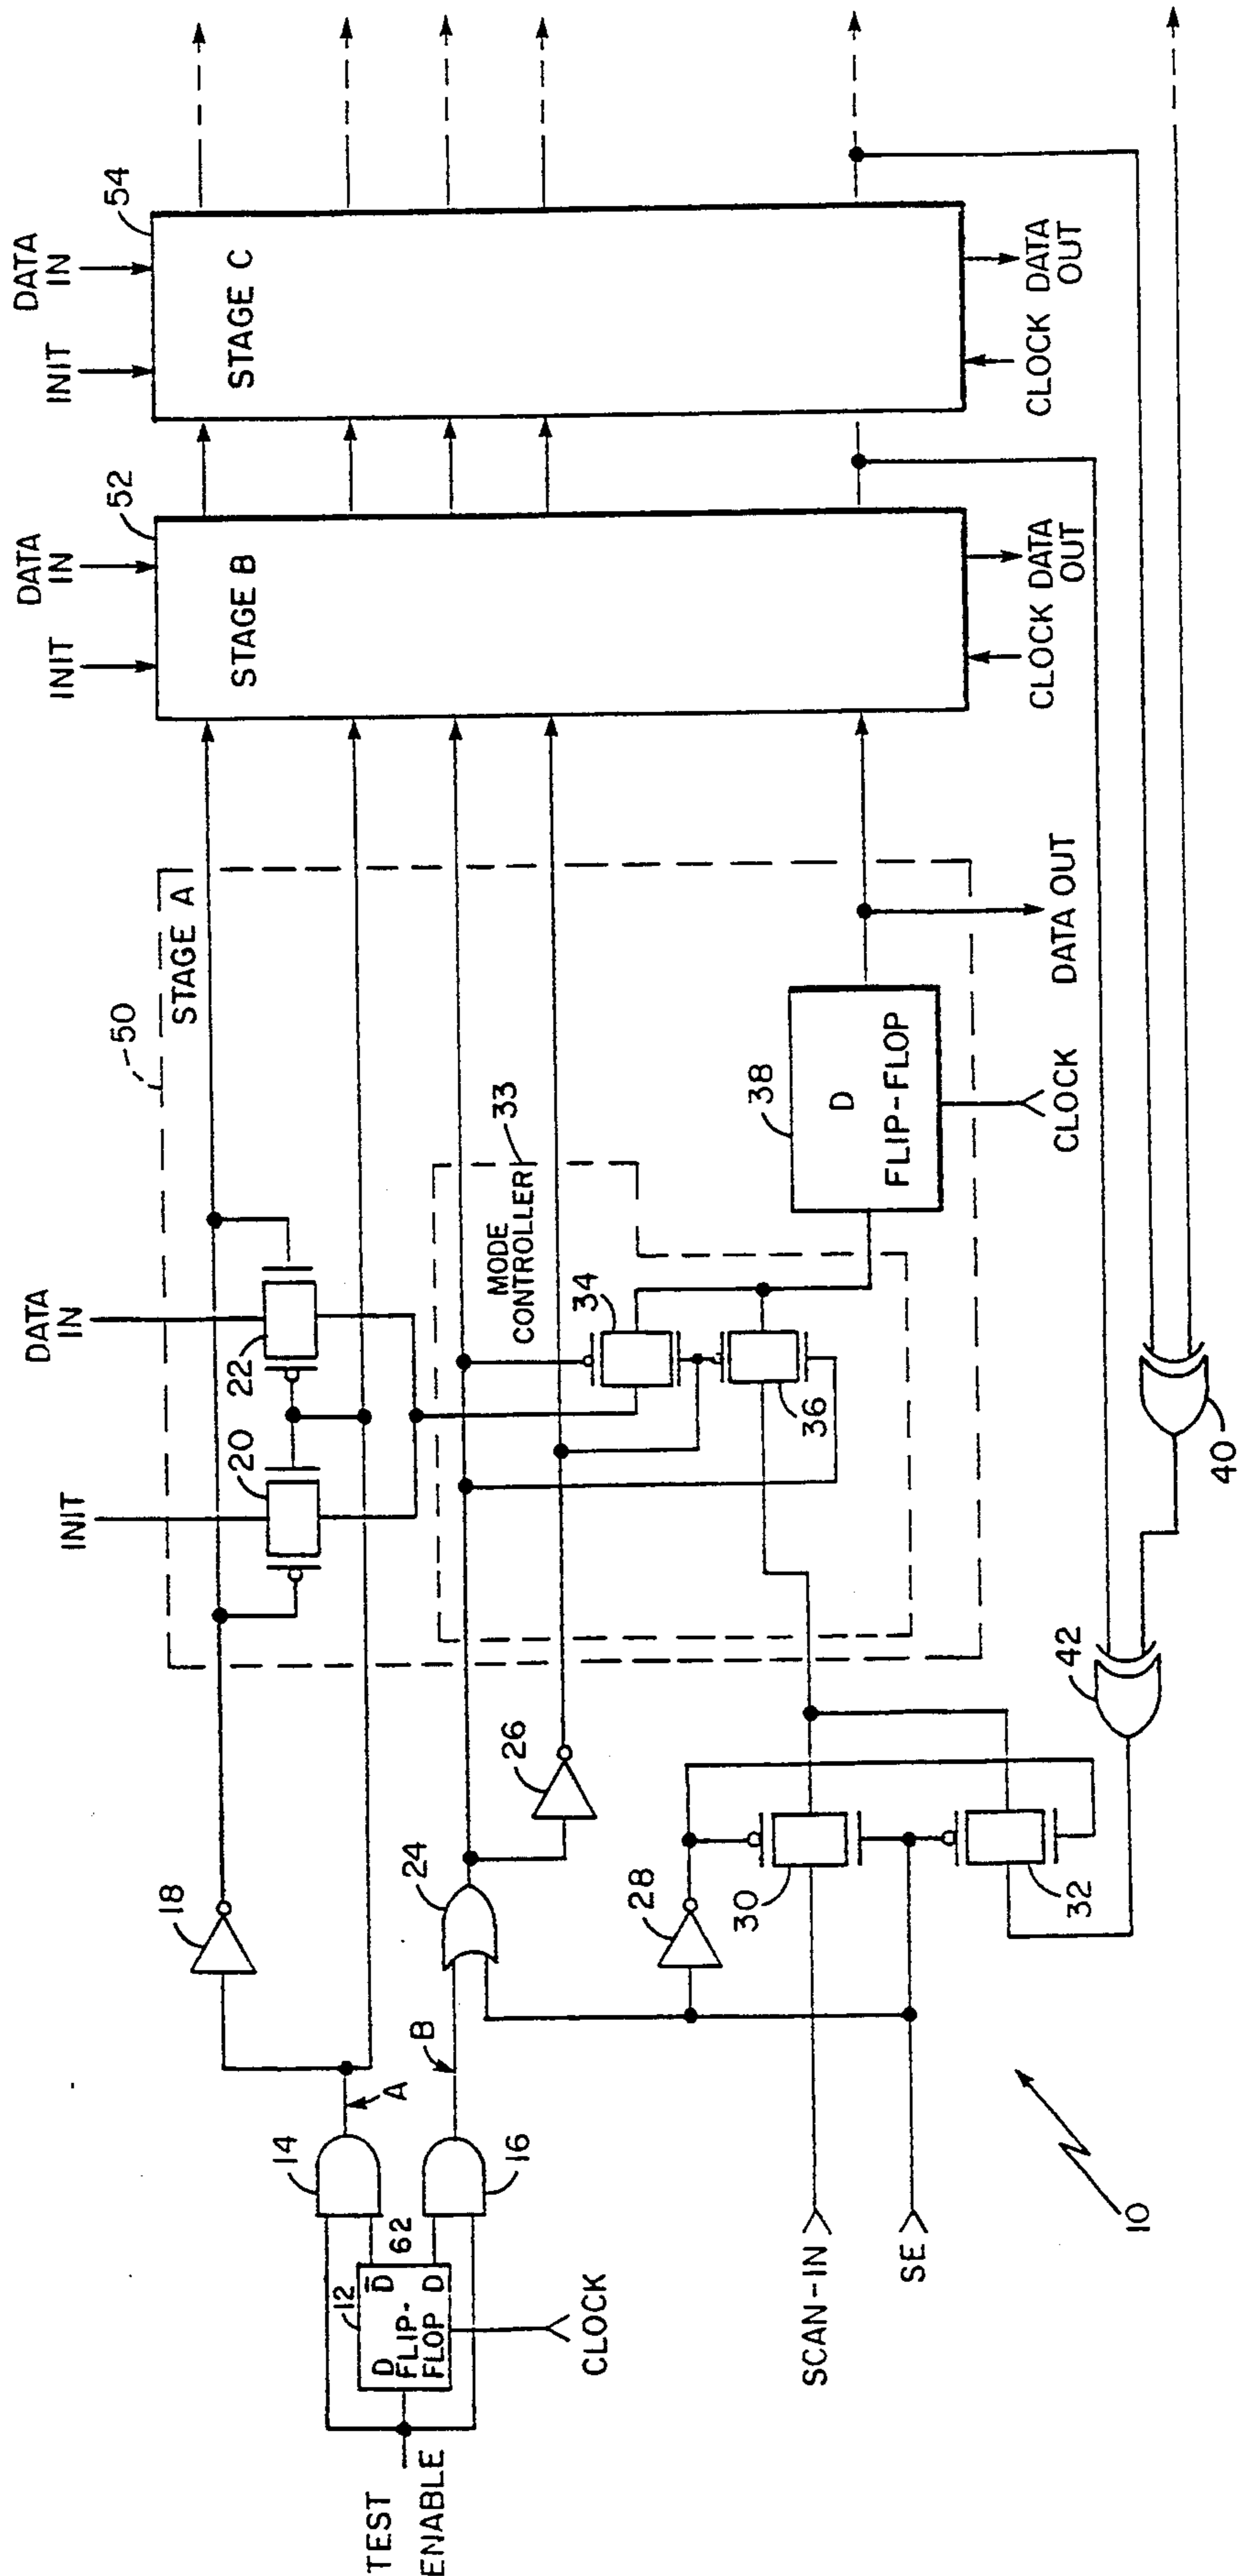 DATA
IN
INIT
54
STAGE C
CLOCK
DATA
OUT
DATA
IN
INIT
52
STAGE B
CLOCK
DATA
OUT
50
STAGE A
DATA
IN
INIT
22
20
MODE
CONTROLLER
33
34
36
38
D
FLIP-FLOP
CLOCK
DATA OUT
40
42
18
26
24
28
30
32
A
B
14
16
62
12
D
FLIP-
FLOP
D̅
D
CLOCK
TEST
ENABLE
SCAN-IN
SE
10